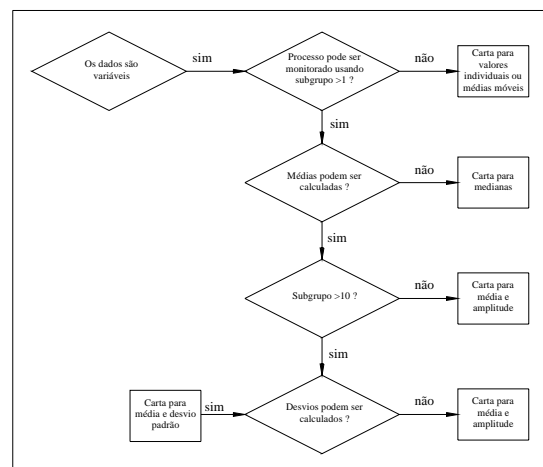 Os dados são
variáveis
sim
Processo pode ser
monitorado usando
subgrupo >1 ?
não
Carta para
valores
individuais ou
médias móveis
sim
Médias podem ser
calculadas ?
não
Carta para
medianas
sim
Subgrupo >10 ?
não
Carta para
média e
amplitude
sim
Carta para
média e desvio
padrão
sim
Desvios podem ser
calculados ?
não
Carta para
média e
amplitude